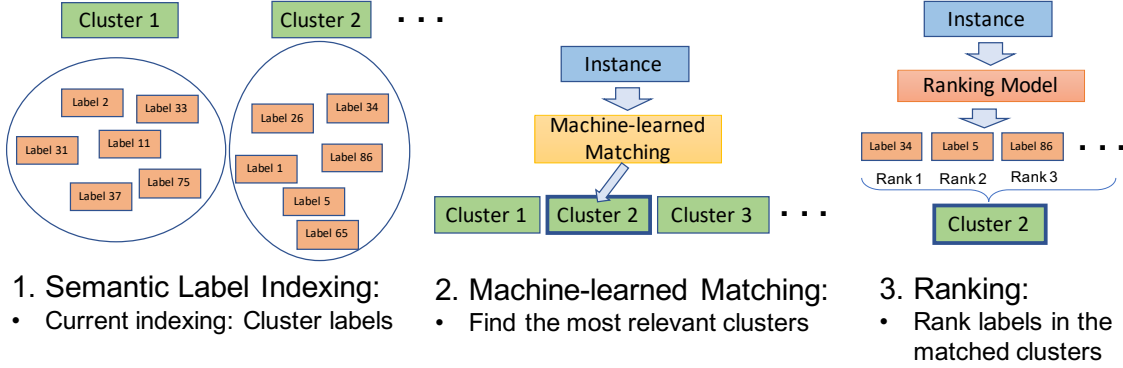 Cluster 1
Label 2
Label 33
Label 31
Label 11
Label 75
Label 37
Cluster 2
. . .
Label 34
Label 26
Label 86
Label 1
Label 5
Label 65
1. Semantic Label Indexing:
• Current indexing: Cluster labels
Instance
Machine-learned
Matching
Cluster 1 Cluster 2 Cluster 3 . . .
2. Machine-learned Matching:
• Find the most relevant clusters
Instance
Ranking Model
Label 34 Label 5 Label 86 . . .
Rank 1 Rank 2 Rank 3
Cluster 2
3. Ranking:
• Rank labels in the
matched clusters